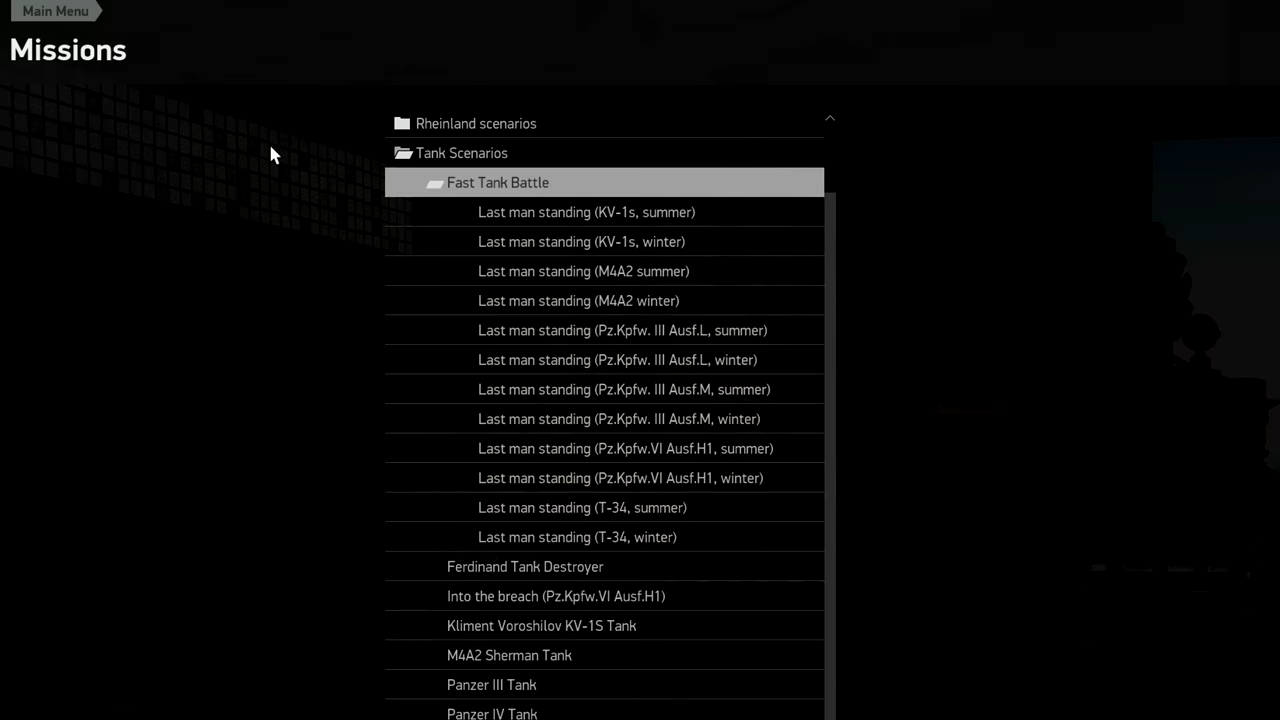 Main Menu
Missions
Rheinland scenarios
Tank Scenarios
Fast Tank Battle
Last man standing (KV-1s, summer)
Last man standing (KV-1s, winter)
Last man standing (M4A2 summer)
Last man standing (M4A2 winter)
Last man standing (Pz.Kpfw. III Ausf.L, summer)
Last man standing (Pz.Kpfw. III Ausf.L, winter)
Last man standing (Pz.Kpfw. III Ausf.M, summer)
Last man standing (Pz.Kpfw. III Ausf.M, winter)
Last man standing (Pz.Kpfw.VI Ausf.H1, summer)
Last man standing (Pz.Kpfw.VI Ausf.H1, winter)
Last man standing (T-34, summer)
Last man standing (T-34, winter)
Ferdinand Tank Destroyer
Into the breach (Pz.Kpfw.VI Ausf.H1)
Kliment Voroshilov KV-1S Tank
M4A2 Sherman Tank
Panzer III Tank
Panzer IV Tank